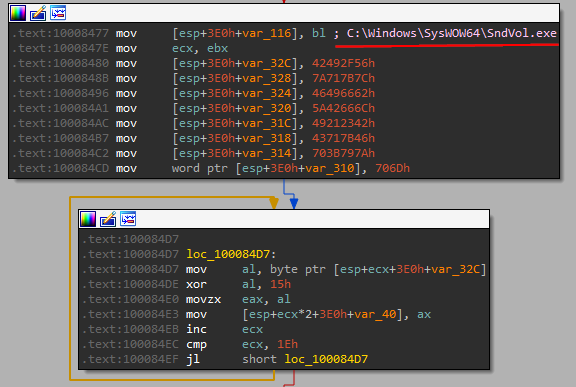 .text:10008477 mov [esp+3E0h+var_116], bl ; C:\Windows\SysWOW64\SndVol.exe
.text:1000847E mov ecx, ebx
.text:10008480 mov [esp+3E0h+var_32C], 42492F56h
.text:1000848B mov [esp+3E0h+var_328], 7A717B7Ch
.text:10008496 mov [esp+3E0h+var_324], 46496662h
.text:100084A1 mov [esp+3E0h+var_320], 5A42666Ch
.text:100084AC mov [esp+3E0h+var_31C], 49212342h
.text:100084B7 mov [esp+3E0h+var_318], 43717B46h
.text:100084C2 mov [esp+3E0h+var_314], 703B797Ah
.text:100084CD mov word ptr [esp+3E0h+var_310], 706Dh
.text:100084D7
.text:100084D7 loc_100084D7:
.text:100084D7 mov al, byte ptr [esp+ecx+3E0h+var_32C]
.text:100084DE xor al, 15h
.text:100084E0 movzx eax, al
.text:100084E3 mov [esp+ecx*2+3E0h+var_40], ax
.text:100084EB inc ecx
.text:100084EC cmp ecx, 1Eh
.text:100084EF jl short loc_100084D7